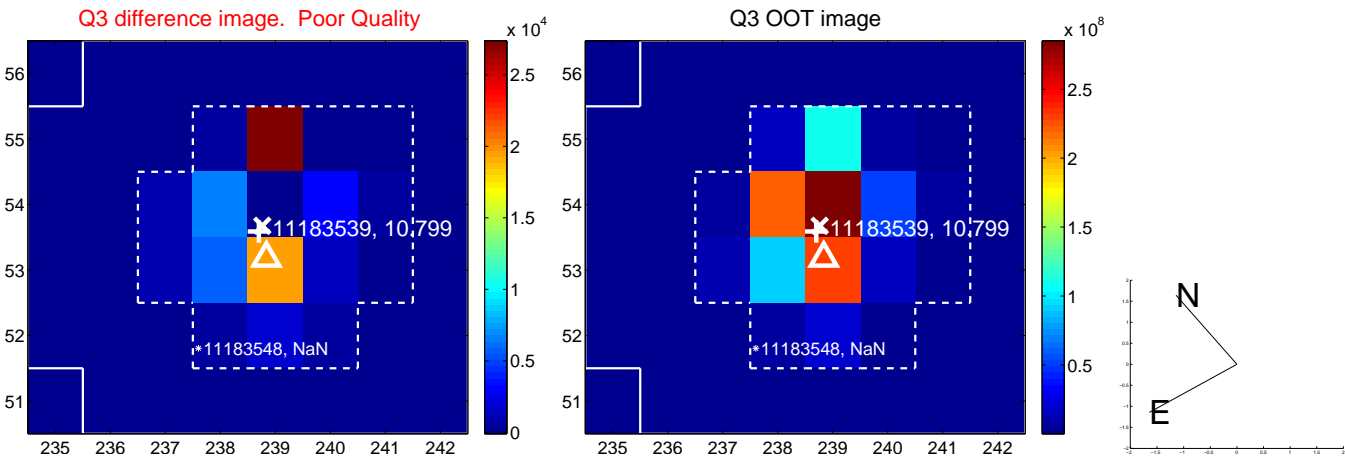 Q3 difference image.  Poor Quality
x 10^4
56
55
54
53
52
51
235 236 237 238 239 240 241 242
11183539, 10.799
*11183548, NaN
2.5
2
1.5
1
0.5
0
Q3 OOT image
x 10^8
56
55
54
53
52
51
235 236 237 238 239 240 241 242
11183539, 10.799
*11183548, NaN
2.5
2
1.5
1
0.5
N
E